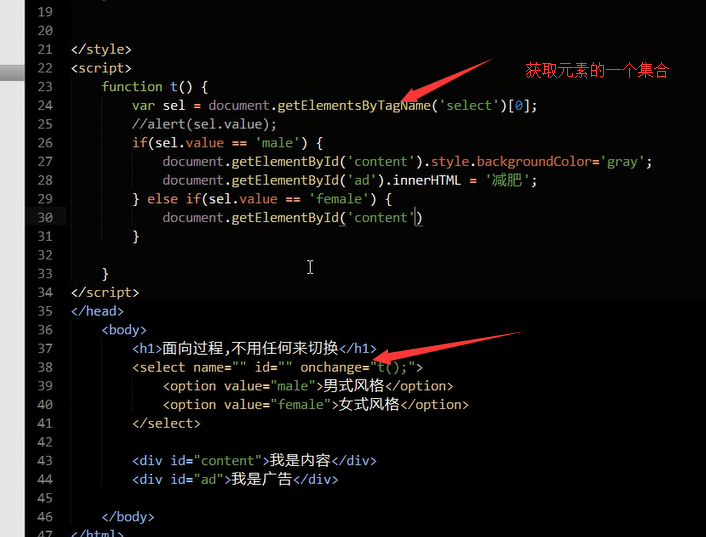 19
20
21 </style>
22 <script>
23 function t() {
24 var sel = document.getElementsByTagName('select')[0];
25 //alert(sel.value);
26 if(sel.value == 'male') {
27 document.getElementById('content').style.backgroundColor='gray';
28 document.getElementById('ad').innerHTML = '减肥';
29 } else if(sel.value == 'female') {
30 document.getElementById('content')
31 }
32
33 }
34 </script>
35 </head>
36 <body>
37 <h1>面向过程,不用任何来切换</h1>
38 <select name="" id="" onchange="t();">
39 <option value="male">男式风格</option>
40 <option value="female">女式风格</option>
41 </select>
42
43 <div id="content">我是内容</div>
44 <div id="ad">我是广告</div>
45
46 </body>
47 </html>
获取元素的一个集合